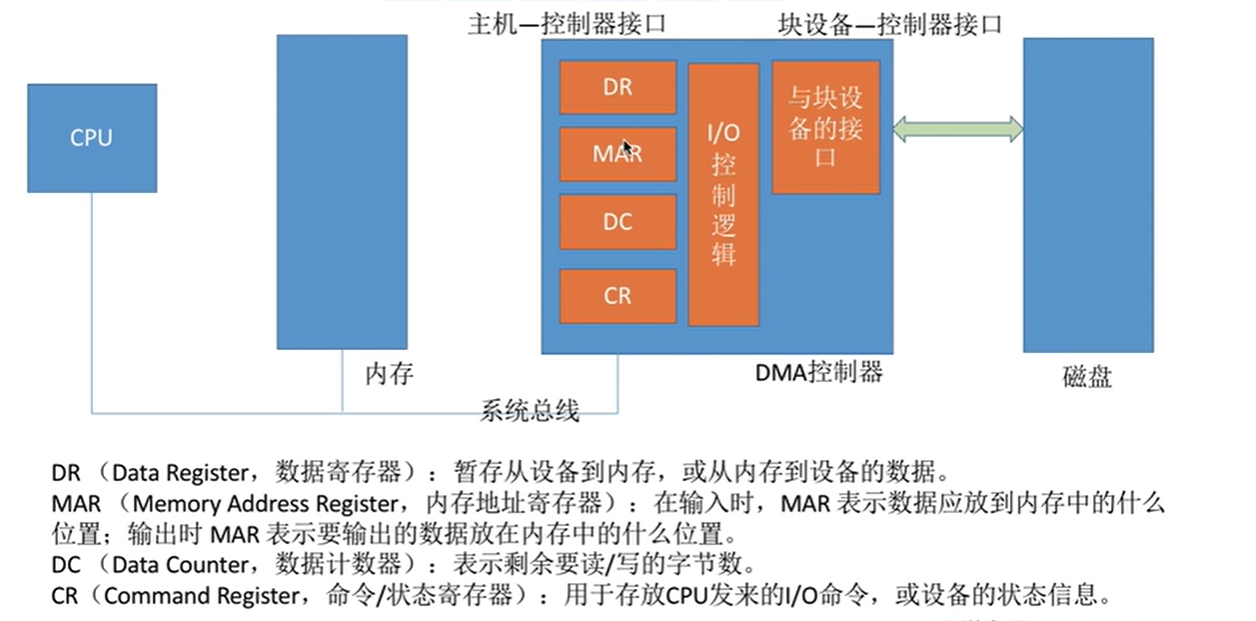 主机—控制器接口
块设备—控制器接口
CPU
DR
MAR
DC
CR
I/O
控
制
逻
辑
与块设
备的接
口
内存
DMA控制器
磁盘
系统总线
DR （Data Register，数据寄存器）：暂存从设备到内存，或从内存到设备的数据。
MAR （Memory Address Register，内存地址寄存器）：在输入时，MAR 表示数据应放到内存中的什么
位置；输出时 MAR 表示要输出的数据放在内存中的什么位置。
DC （Data Counter，数据计数器）：表示剩余要读/写的字节数。
CR（Command Register，命令/状态寄存器）：用于存放CPU发来的I/O命令，或设备的状态信息。